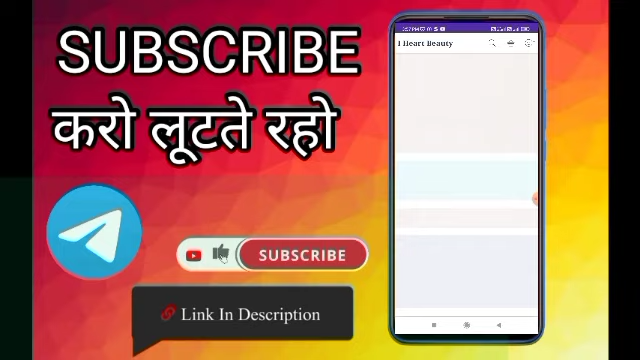 SUBSCRIBE
करो लूटते रहो
SUBSCRIBE
Link In Description
I Heart Beauty